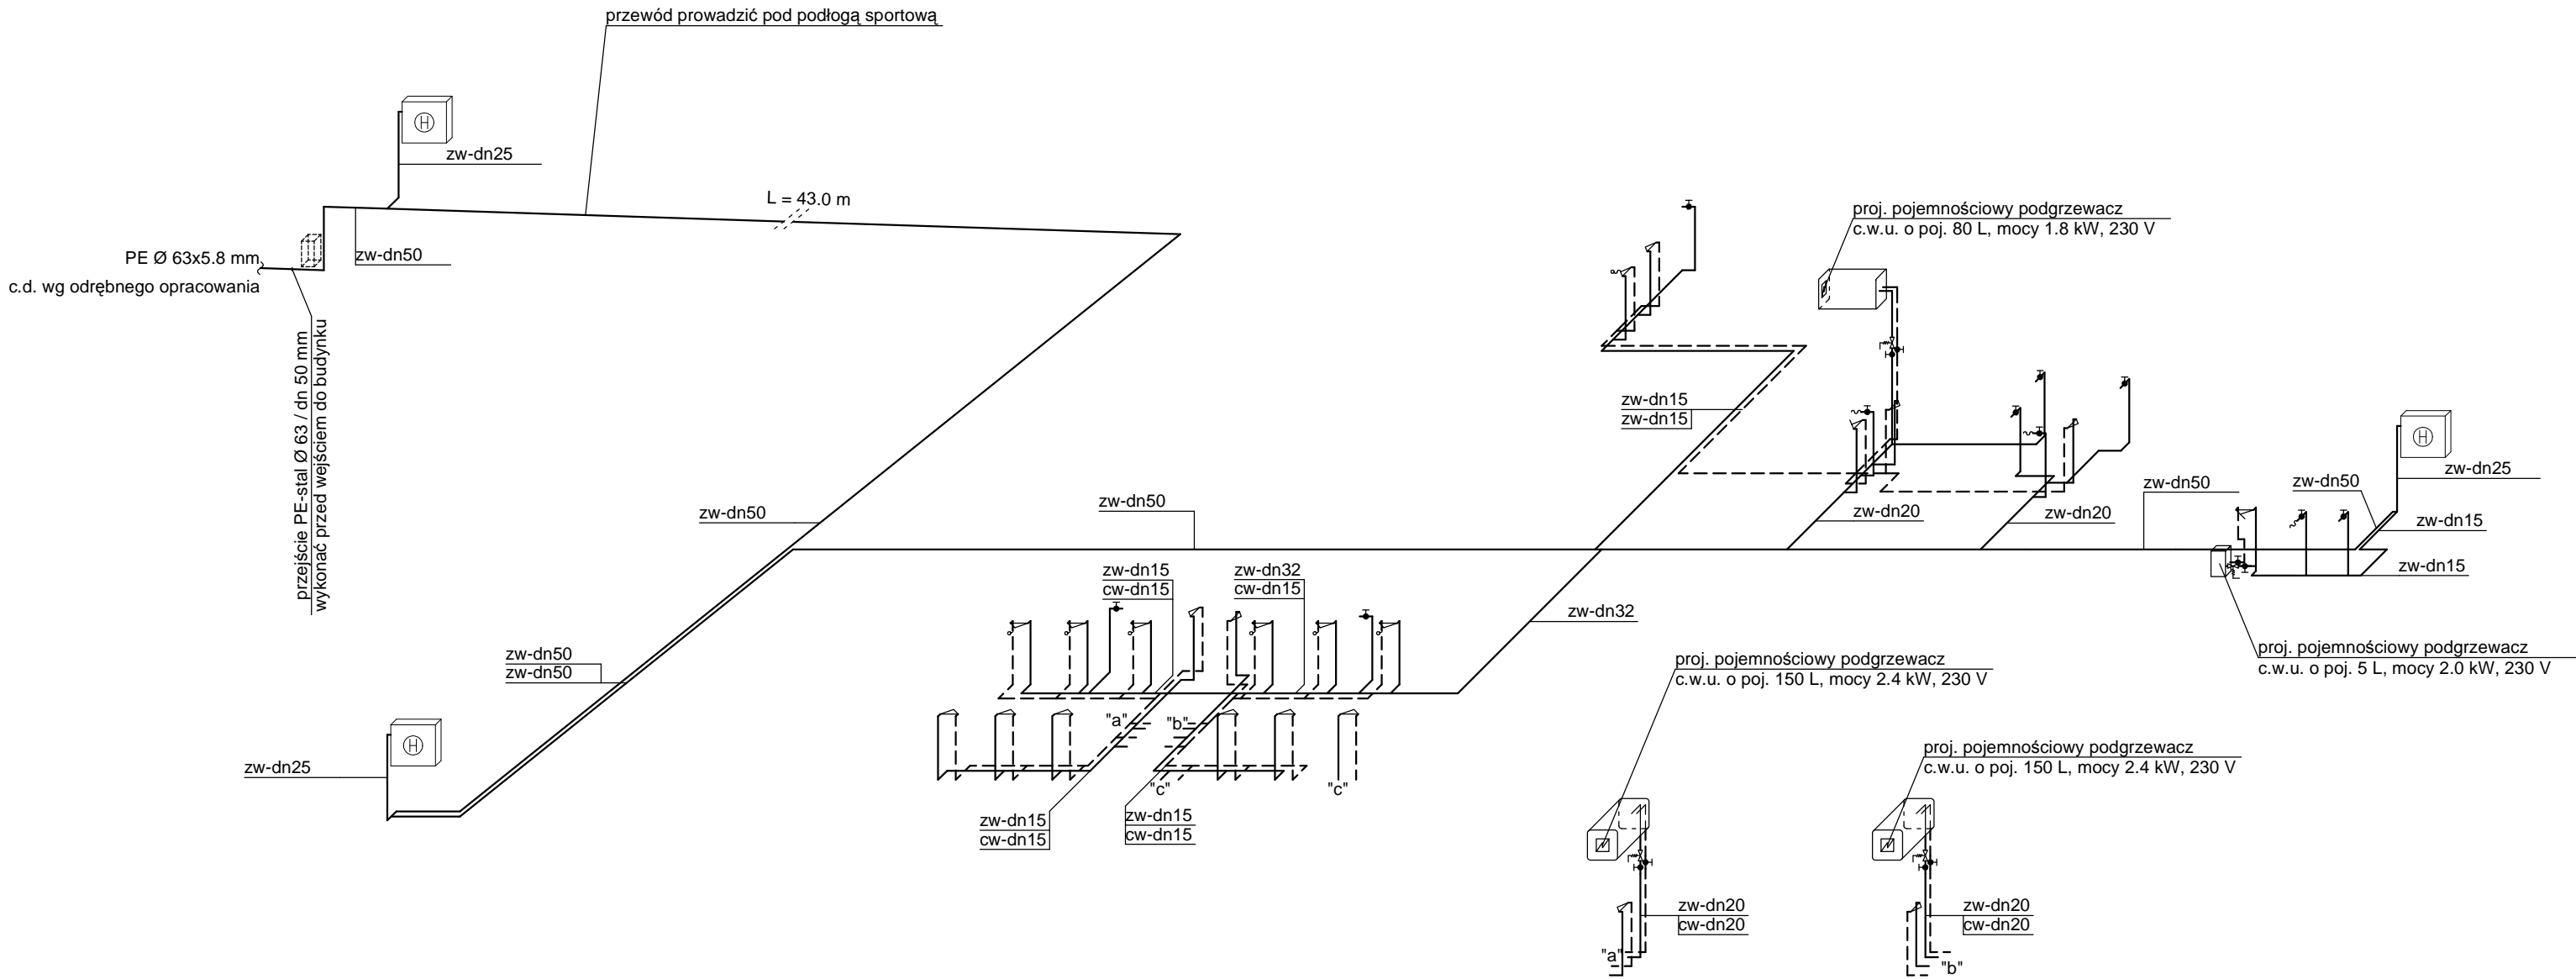 przewód prowadzić pod podłogą sportową
H
zw-dn25
L = 43.0 m
PE Ø 63x5.8 mm
c.d. wg odrębnego opracowania
zw-dn50
przejście PE-stal Ø 63 / dn 50 mm
wykonać przed wejściem do budynku
proj. pojemnościowy podgrzewacz
c.w.u. o poj. 80 L, mocy 1.8 kW, 230 V
zw-dn15
zw-dn15
H
zw-dn25
zw-dn50
zw-dn50
zw-dn15
zw-dn20
zw-dn20
zw-dn50
zw-dn50
zw-dn15
cw-dn15
zw-dn32
cw-dn15
zw-dn15
zw-dn32
proj. pojemnościowy podgrzewacz
c.w.u. o poj. 5 L, mocy 2.0 kW, 230 V
zw-dn50
zw-dn50
proj. pojemnościowy podgrzewacz
c.w.u. o poj. 150 L, mocy 2.4 kW, 230 V
"a"
"b"
H
zw-dn25
proj. pojemnościowy podgrzewacz
c.w.u. o poj. 150 L, mocy 2.4 kW, 230 V
"c"
"c"
zw-dn15
cw-dn15
zw-dn15
cw-dn15
zw-dn20
cw-dn20
zw-dn20
cw-dn20
"a"
"b"